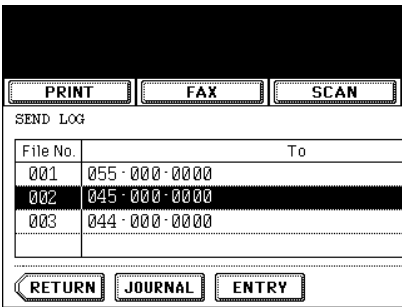 PRINT FAX SCAN
SEND LOG
File No. To
001 055-000-0000
002 045-000-0000
003 044-000-0000
RETURN JOURNAL ENTRY